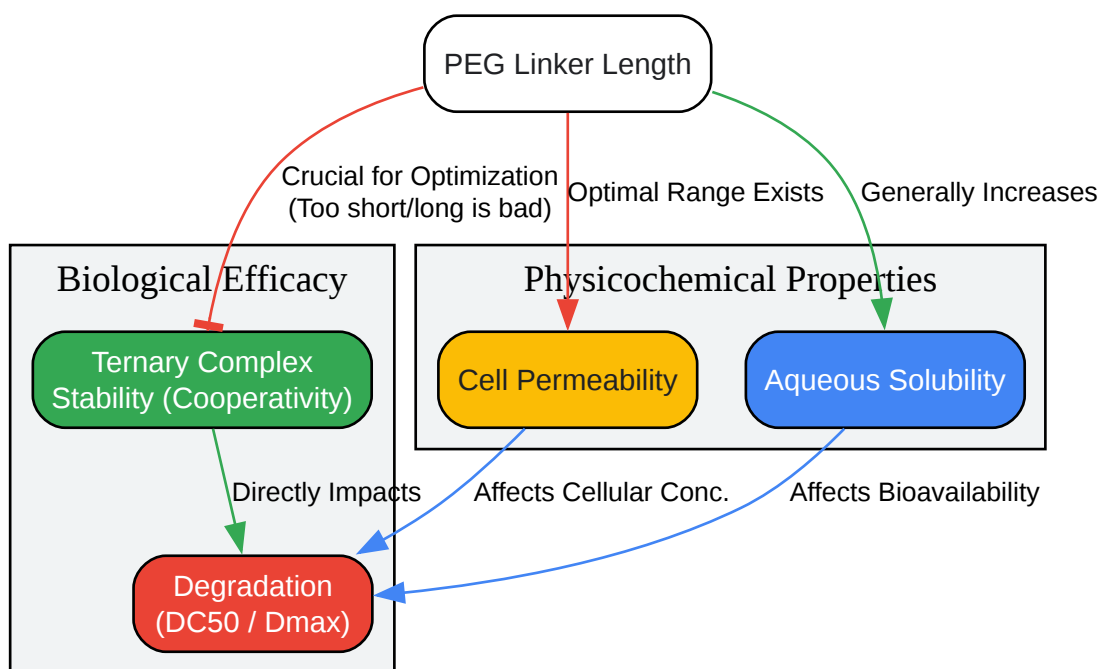 PEG Linker Length
Crucial for Optimization
(Too short/long is bad)
Optimal Range Exists
Generally Increases
Biological Efficacy
Physicochemical Properties
Ternary Complex
Stability (Cooperativity)
Cell Permeability
Aqueous Solubility
Directly Impacts
Affects Cellular Conc.
Affects Bioavailability
Degradation
(DC50 / Dmax)